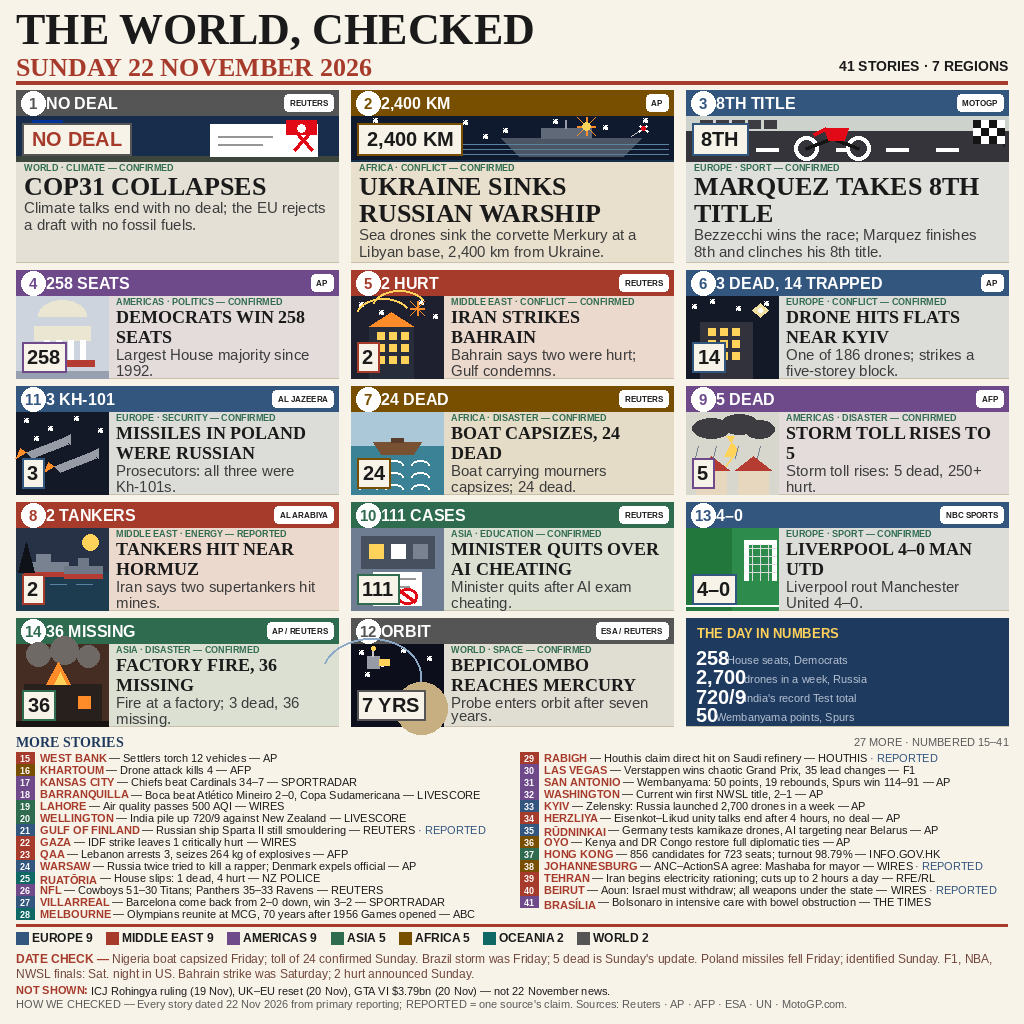 THE WORLD, CHECKED
SUNDAY 22 NOVEMBER 2026
41 STORIES · 7 REGIONS
1 NO DEAL REUTERS
NO DEAL
WORLD · CLIMATE — CONFIRMED
COP31 COLLAPSES
Climate talks end with no deal; the EU rejects
a draft with no fossil fuels.
2 2,400 KM AP
2,400 KM
AFRICA · CONFLICT — CONFIRMED
UKRAINE SINKS
RUSSIAN WARSHIP
Sea drones sink the corvette Merkury at a
Libyan base, 2,400 km from Ukraine.
3 8TH TITLE MOTOGP
8TH
EUROPE · SPORT — CONFIRMED
MARQUEZ TAKES 8TH
TITLE
Bezzecchi wins the race; Marquez finishes
8th and clinches his 8th title.
4 258 SEATS AP
258
AMERICAS · POLITICS — CONFIRMED
DEMOCRATS WIN 258
SEATS
Largest House majority since
1992.
5 2 HURT REUTERS
2
MIDDLE EAST · CONFLICT — CONFIRMED
IRAN STRIKES
BAHRAIN
Bahrain says two were hurt;
Gulf condemns.
6 3 DEAD, 14 TRAPPED AP
14
EUROPE · CONFLICT — CONFIRMED
DRONE HITS FLATS
NEAR KYIV
One of 186 drones; strikes a
five-storey block.
11 3 KH-101 AL JAZEERA
3
EUROPE · SECURITY — CONFIRMED
MISSILES IN POLAND
WERE RUSSIAN
Prosecutors: all three were
Kh-101s.
7 24 DEAD REUTERS
24
AFRICA · DISASTER — CONFIRMED
BOAT CAPSIZES, 24
DEAD
Boat carrying mourners
capsizes; 24 dead.
9 5 DEAD AFP
5
AMERICAS · DISASTER — CONFIRMED
STORM TOLL RISES TO
5
Storm toll rises: 5 dead, 250+
hurt.
8 2 TANKERS AL ARABIYA
2
MIDDLE EAST · ENERGY — REPORTED
TANKERS HIT NEAR
HORMUZ
Iran says two supertankers hit
mines.
10 111 CASES REUTERS
111
ASIA · EDUCATION — CONFIRMED
MINISTER QUITS OVER
AI CHEATING
Minister quits after AI exam
cheating.
13 4–0 NBC SPORTS
4–0
EUROPE · SPORT — CONFIRMED
LIVERPOOL 4–0 MAN
UTD
Liverpool rout Manchester
United 4–0.
14 36 MISSING AP / REUTERS
36
ASIA · DISASTER — CONFIRMED
FACTORY FIRE, 36
MISSING
Fire at a factory; 3 dead, 36
missing.
12 ORBIT ESA / REUTERS
7 YRS
WORLD · SPACE — CONFIRMED
BEPICOLOMBO
REACHES MERCURY
Probe enters orbit after seven
years.
THE DAY IN NUMBERS
258 House seats, Democrats
2,700 drones in a week, Russia
720/9 India's record Test total
50 Wembanyama points, Spurs
MORE STORIES
27 MORE · NUMBERED 15–41
15 WEST BANK — Settlers torch 12 vehicles — AP
16 KHARTOUM — Drone attack kills 4 — AFP
17 KANSAS CITY — Chiefs beat Cardinals 34–7 — SPORTRADAR
18 BARRANQUILLA — Boca beat Atlético Mineiro 2–0, Copa Sudamericana — LIVESCORE
19 LAHORE — Air quality passes 500 AQI — WIRES
20 WELLINGTON — India pile up 720/9 against New Zealand — LIVESCORE
21 GULF OF FINLAND — Russian ship Sparta II still smouldering — REUTERS · REPORTED
22 GAZA — IDF strike leaves 1 critically hurt — WIRES
23 QAA — Lebanon arrests 3, seizes 264 kg of explosives — AFP
24 WARSAW — Russia twice tried to kill a rapper; Denmark expels official — AP
25 RUATŌRIA — House slips: 1 dead, 4 hurt — NZ POLICE
26 NFL — Cowboys 51–30 Titans; Panthers 35–33 Ravens — REUTERS
27 VILLARREAL — Barcelona come back from 2–0 down, win 3–2 — SPORTRADAR
28 MELBOURNE — Olympians reunite at MCG, 70 years after 1956 Games opened — ABC
29 RABIGH — Houthis claim direct hit on Saudi refinery — HOUTHIS · REPORTED
30 LAS VEGAS — Verstappen wins chaotic Grand Prix, 35 lead changes — F1
31 SAN ANTONIO — Wembanyama: 50 points, 19 rebounds, Spurs win 114–91 — AP
32 WASHINGTON — Current win first NWSL title, 2–1 — AP
33 KYIV — Zelensky: Russia launched 2,700 drones in a week — AP
34 HERZLIYA — Eisenkot–Likud unity talks end after 4 hours, no deal — AP
35 RŪDNINKAI — Germany tests kamikaze drones, AI targeting near Belarus — AP
36 OYO — Kenya and DR Congo restore full diplomatic ties — AP
37 HONG KONG — 856 candidates for 723 seats; turnout 98.79% — INFO.GOV.HK
38 JOHANNESBURG — ANC–ActionSA agree: Mashaba for mayor — WIRES · REPORTED
39 TEHRAN — Iran begins electricity rationing; cuts up to 2 hours a day — RFE/RL
40 BEIRUT — Aoun: Israel must withdraw; all weapons under the state — WIRES · REPORTED
41 BRASÍLIA — Bolsonaro in intensive care with bowel obstruction — THE TIMES
EUROPE 9 MIDDLE EAST 9 AMERICAS 9 ASIA 5 AFRICA 5 OCEANIA 2 WORLD 2
DATE CHECK — Nigeria boat capsized Friday; toll of 24 confirmed Sunday. Brazil storm was Friday; 5 dead is Sunday's update. Poland missiles fell Friday; identified Sunday. F1, NBA,
NWSL finals: Sat. night in US. Bahrain strike was Saturday; 2 hurt announced Sunday.
NOT SHOWN: ICJ Rohingya ruling (19 Nov), UK–EU reset (20 Nov), GTA VI $3.79bn (20 Nov) — not 22 November news.
HOW WE CHECKED — Every story dated 22 Nov 2026 from primary reporting; REPORTED = one source's claim. Sources: Reuters · AP · AFP · ESA · UN · MotoGP.com.